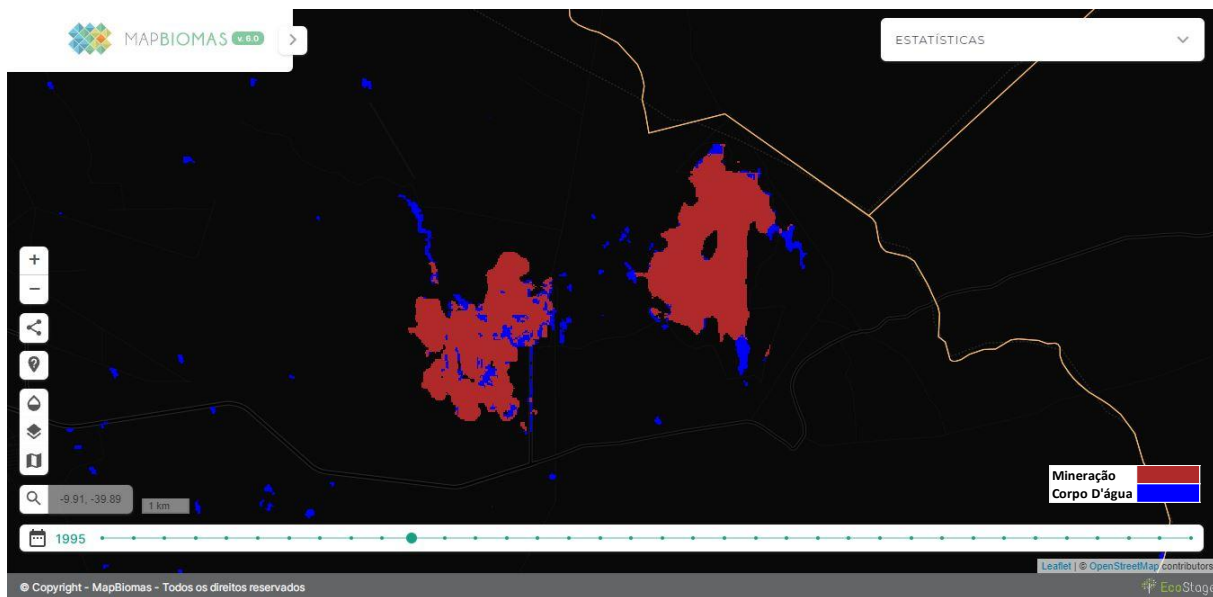 MAPBIOMAS v. 6.0
ESTATÍSTICAS
-9.91, -39.89
1 km
Mineração
Corpo D'água
1995
Leaflet | © OpenStreetMap contributors
© Copyright - MapBiomas - Todos os direitos reservados
EcoStage